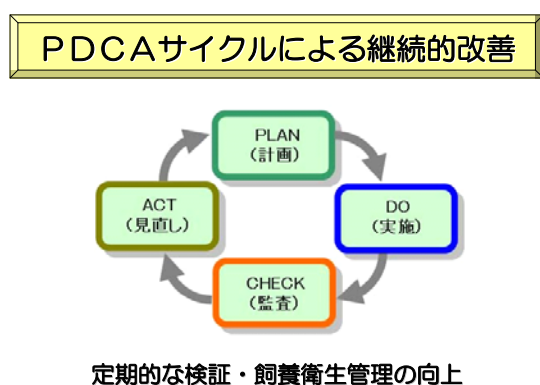 PDCAサイクルによる継続的改善
PLAN
(計画)
ACT
(見直し)
DO
(実施)
CHECK
(監査)
定期的な検証・飼養衛生管理の向上